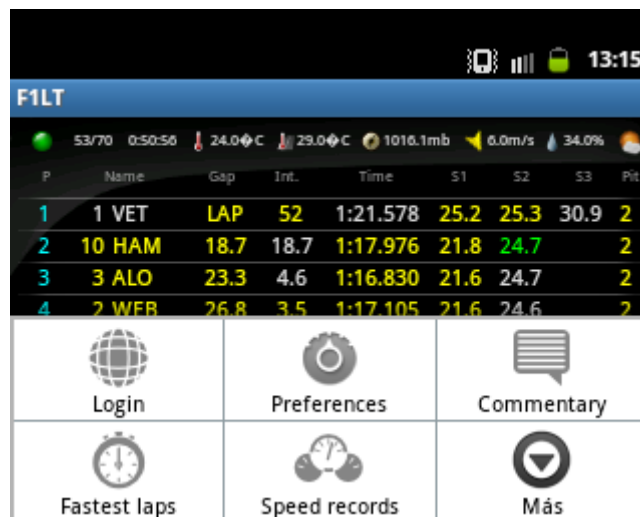 13:15
F1LT
53/70 0:50:56 24.0�C 29.0�C 1016.1mb 6.0m/s 34.0%
P Name Gap Int. Time S1 S2 S3 Pit
1 1 VET LAP 52 1:21.578 25.2 25.3 30.9 2
2 10 HAM 18.7 18.7 1:17.976 21.8 24.7 2
3 3 ALO 23.3 4.6 1:16.830 21.6 24.7 2
4 2 WEB 26.8 3.5 1:17.105 21.6 24.6 2
Login Preferences Commentary
Fastest laps Speed records Más